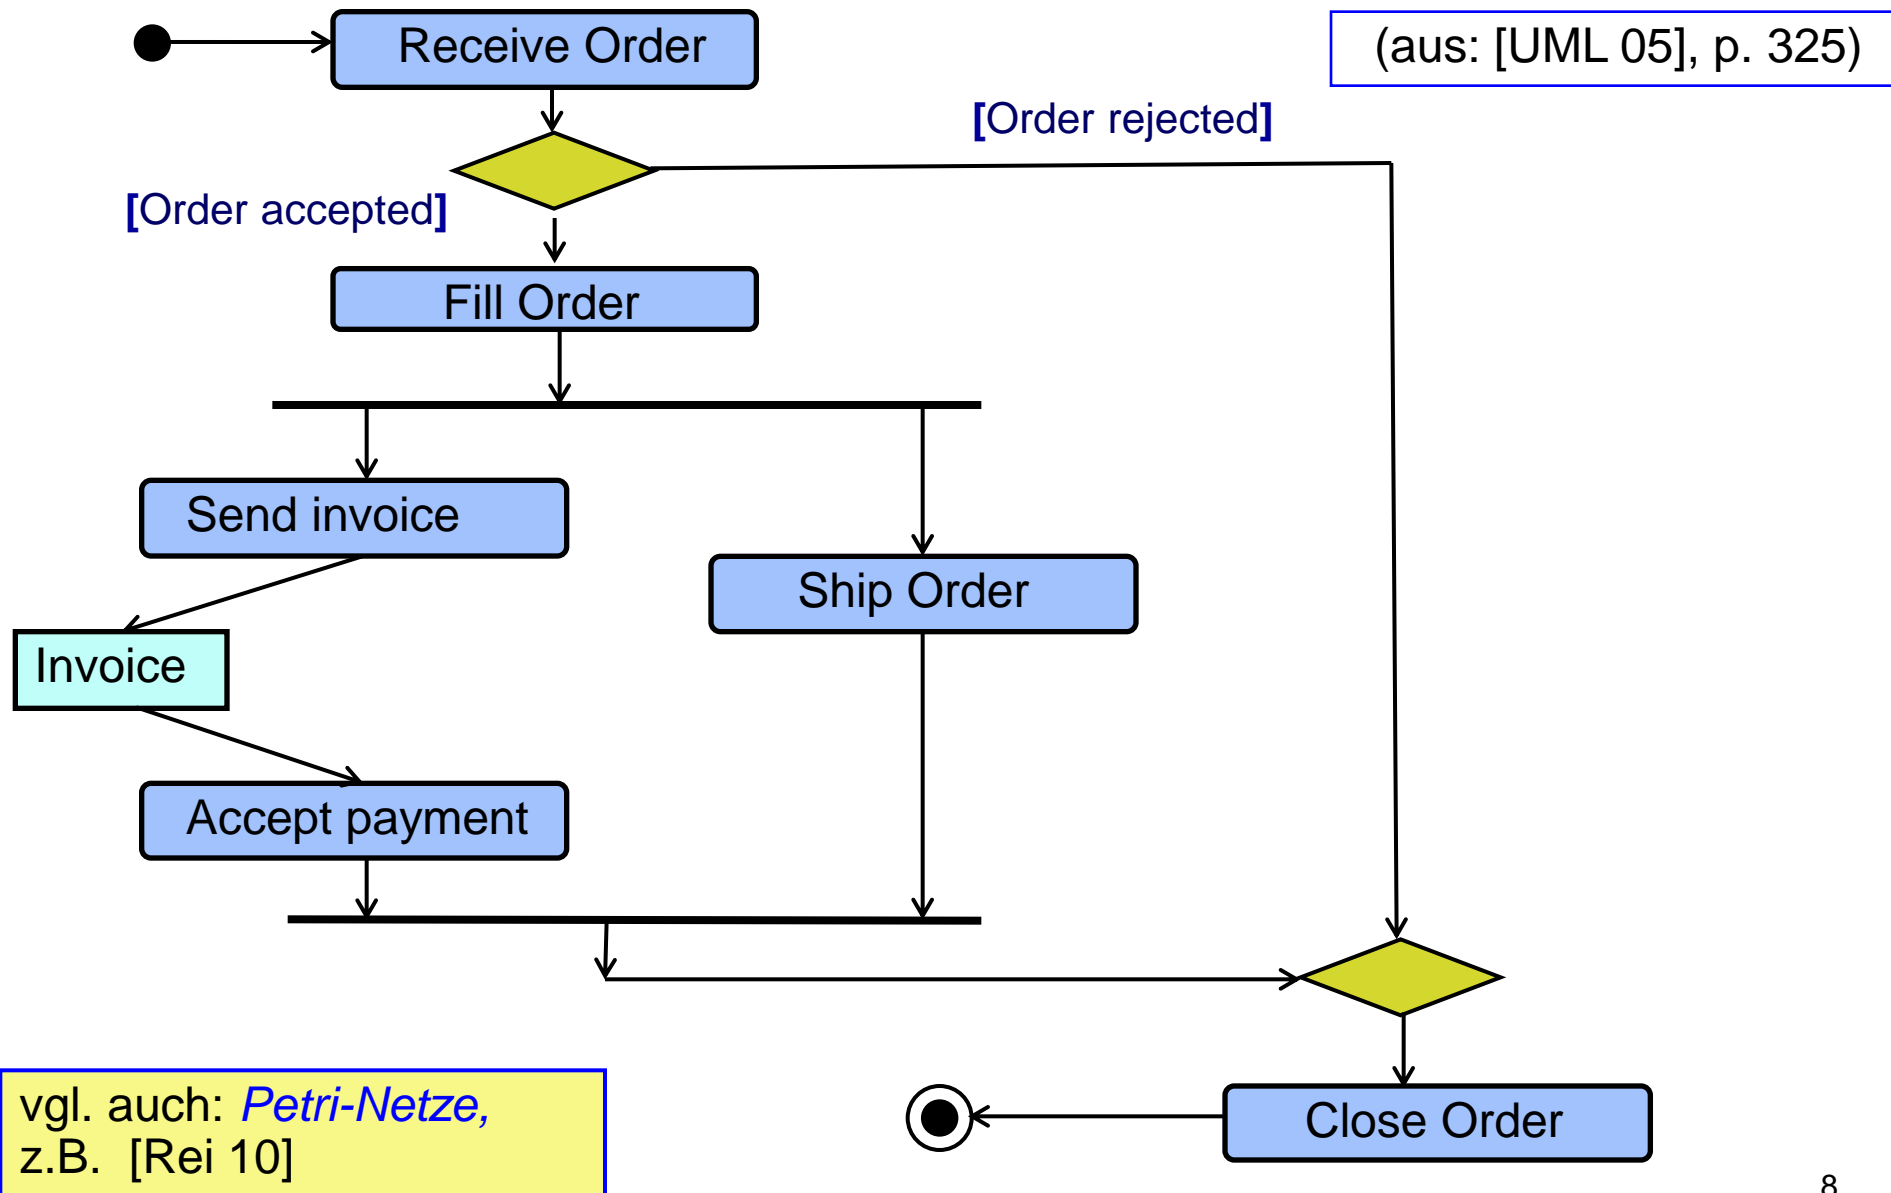 Receive Order
(aus: [UML 05], p. 325)
[Order rejected]
[Order accepted]
Fill Order
Send invoice
Ship Order
Invoice
Accept payment
vgl. auch: Petri-Netze,
z.B. [Rei 10]
Close Order
8